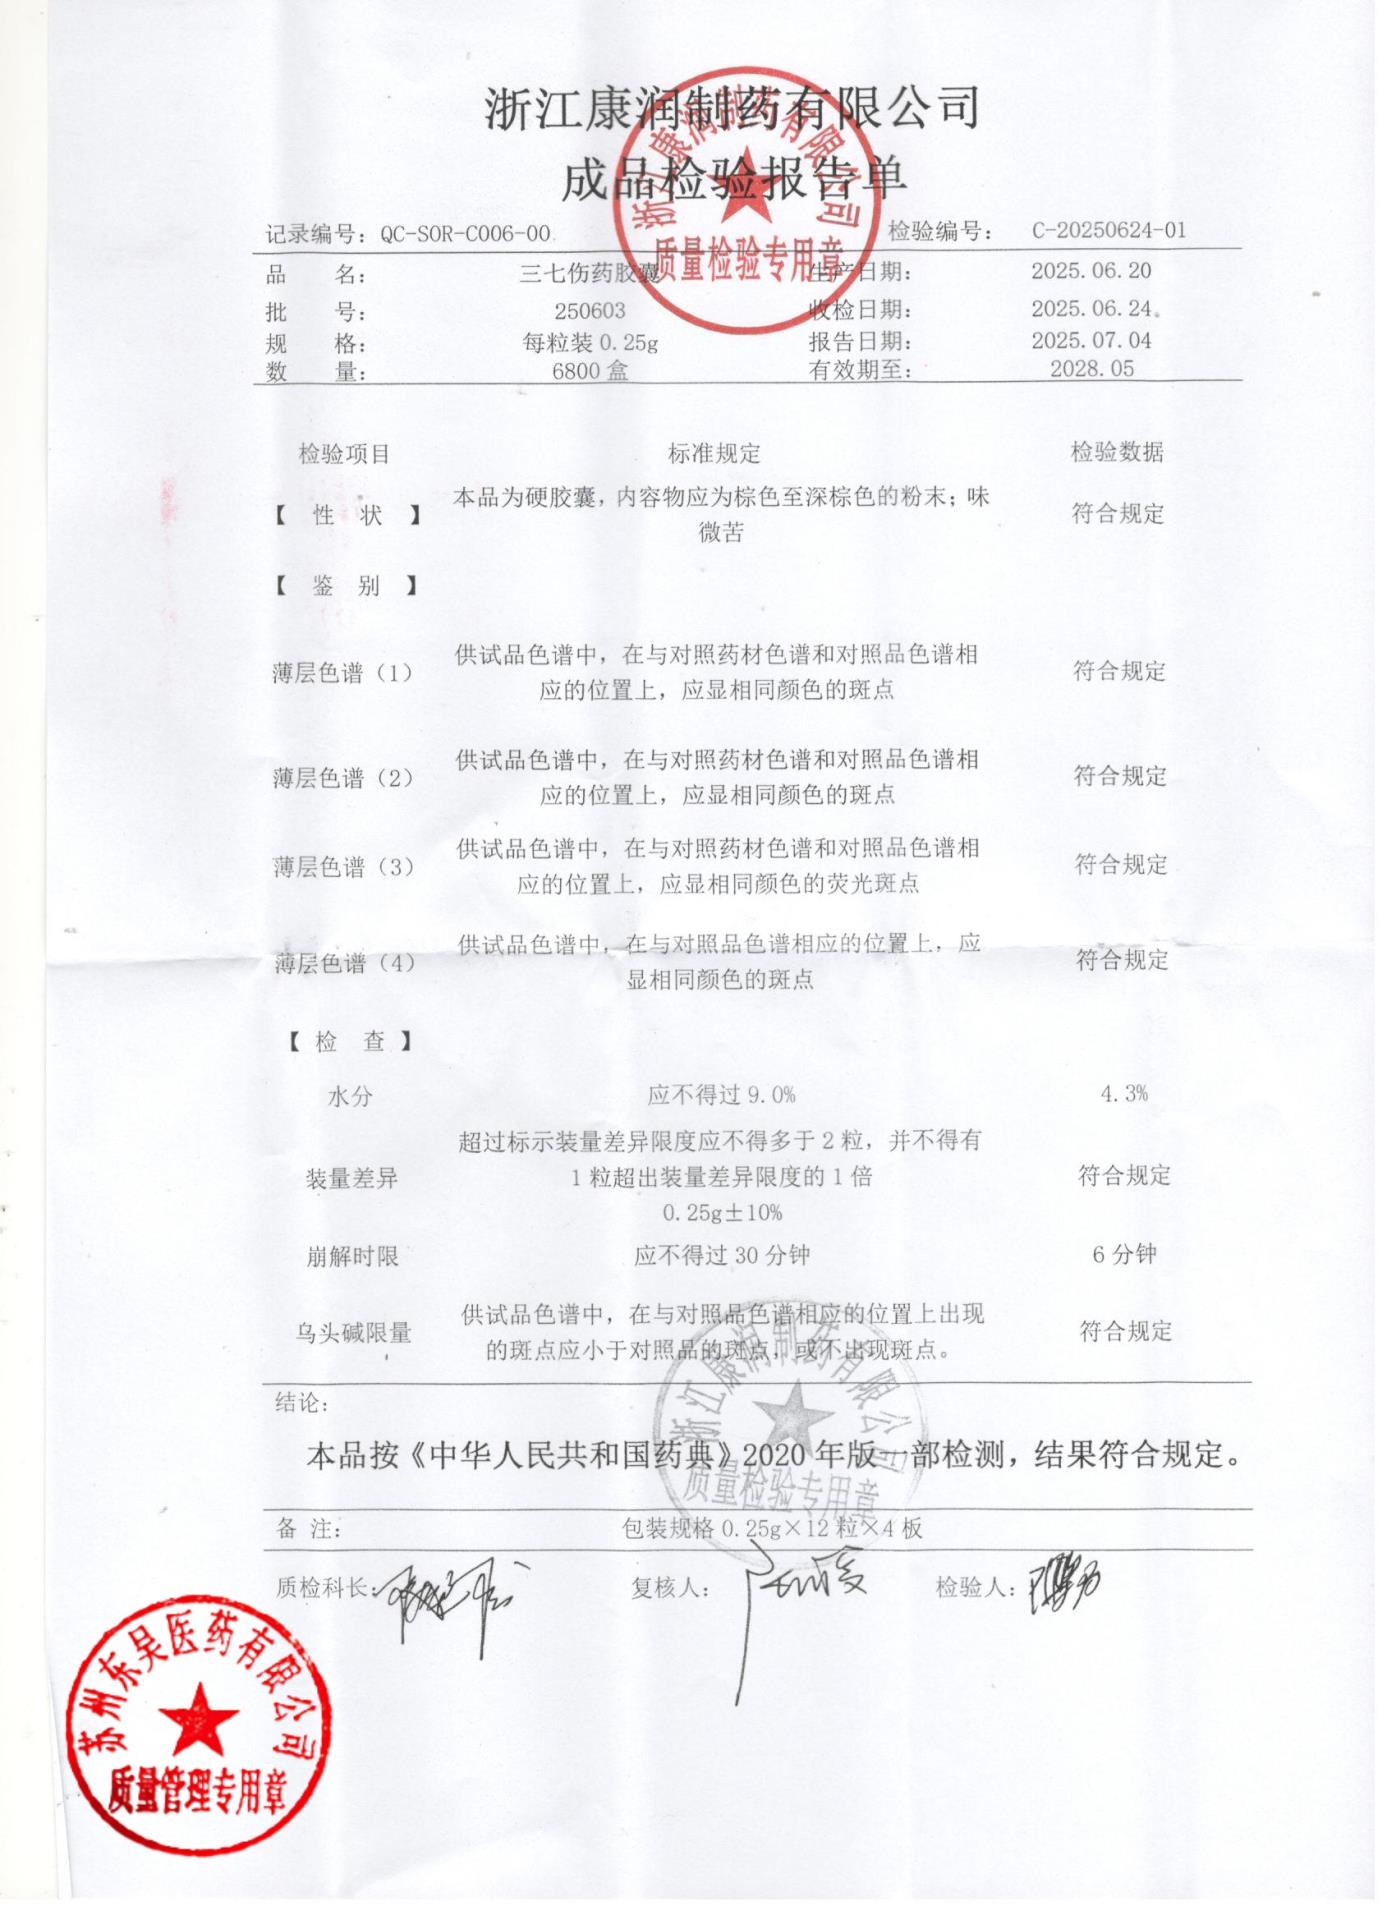 浙江康润制药有限公司
成品检验报告单
记录编号：QC-SOR-C006-00 检验编号： C-20250624-01
品 名： 三七伤药胶囊 生产日期： 2025.06.20
批 号： 250603 收检日期： 2025.06.24
规 格： 每粒装 0.25g 报告日期： 2025.07.04
数 量： 6800 盒 有效期至： 2028.05
检验项目 标准规定 检验数据
【 性 状 】 本品为硬胶囊，内容物应为棕色至深棕色的粉末；味 符合规定
微苦
【 鉴 别 】
薄层色谱（1） 供试品色谱中，在与对照药材色谱和对照品色谱相 符合规定
应的位置上，应显相同颜色的斑点
薄层色谱（2） 供试品色谱中，在与对照药材色谱和对照品色谱相 符合规定
应的位置上，应显相同颜色的斑点
薄层色谱（3） 供试品色谱中，在与对照药材色谱和对照品色谱相 符合规定
应的位置上，应显相同颜色的荧光斑点
薄层色谱（4） 供试品色谱中，在与对照品色谱相应的位置上，应 符合规定
显相同颜色的斑点
【 检 查 】
水分 应不得过 9.0% 4.3%
超过标示装量差异限度应不得多于 2 粒，并不得有
装量差异 1 粒超出装量差异限度的 1 倍 符合规定
0.25g±10%
崩解时限 应不得过 30 分钟 6 分钟
乌头碱限量 供试品色谱中，在与对照品色谱相应的位置上出现 符合规定
的斑点应小于对照品的斑点，或不出现斑点。
结论：
本品按《中华人民共和国药典》2020 年版一部检测，结果符合规定。
备 注： 包装规格 0.25g×12 粒×4 板
质检科长： 复核人： 检验人：
浙江康润制药有限公司
质量检验专用章
浙江康润制药有限公司
质量检验专用章
苏州东吴医药有限公司
质量管理专用章